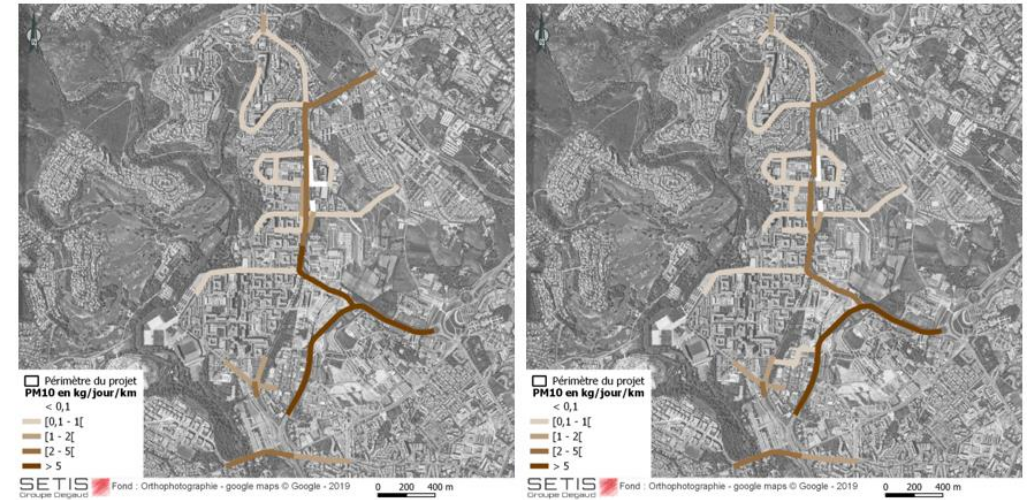 Périmètre du projet
PM10 en kg/jour/km
< 0,1
[0,1 - 1[
[1 - 2[
[2 - 5[
> 5
SETIS
Groupe Degaud
Fond : Orthophotographie - google maps © Google - 2019
0 200 400 m
Périmètre du projet
PM10 en kg/jour/km
< 0,1
[0,1 - 1[
[1 - 2[
[2 - 5[
> 5
SETIS
Groupe Degaud
Fond : Orthophotographie - google maps © Google - 2019
0 200 400 m